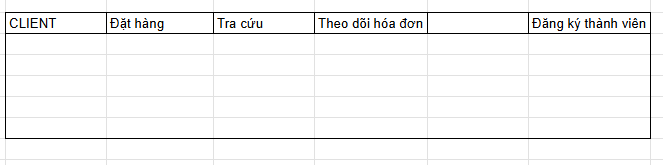 CLIENT Đặt hàng Tra cứu Theo dõi hóa đơn Đăng ký thành viên